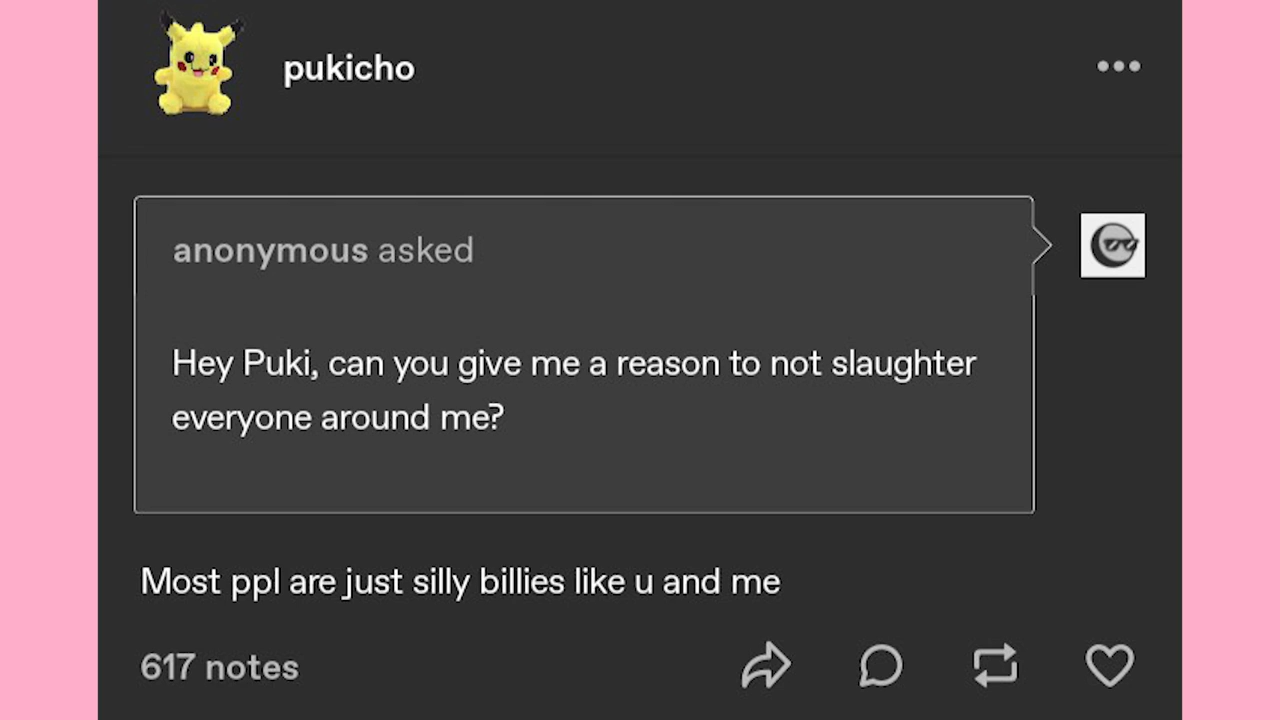 pukicho
anonymous asked
Hey Puki, can you give me a reason to not slaughter
everyone around me?
Most ppl are just silly billies like u and me
617 notes